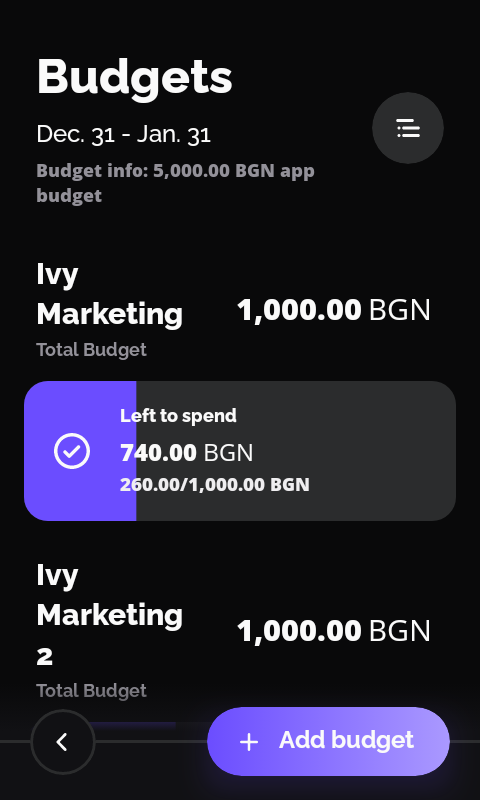 Budgets
Dec. 31 - Jan. 31
Budget info: 5,000.00 BGN app
budget
Ivy
Marketing
1,000.00 BGN
Total Budget
Left to spend
740.00 BGN
260.00/1,000.00 BGN
Ivy
Marketing
2
1,000.00 BGN
Total Budget
Add budget